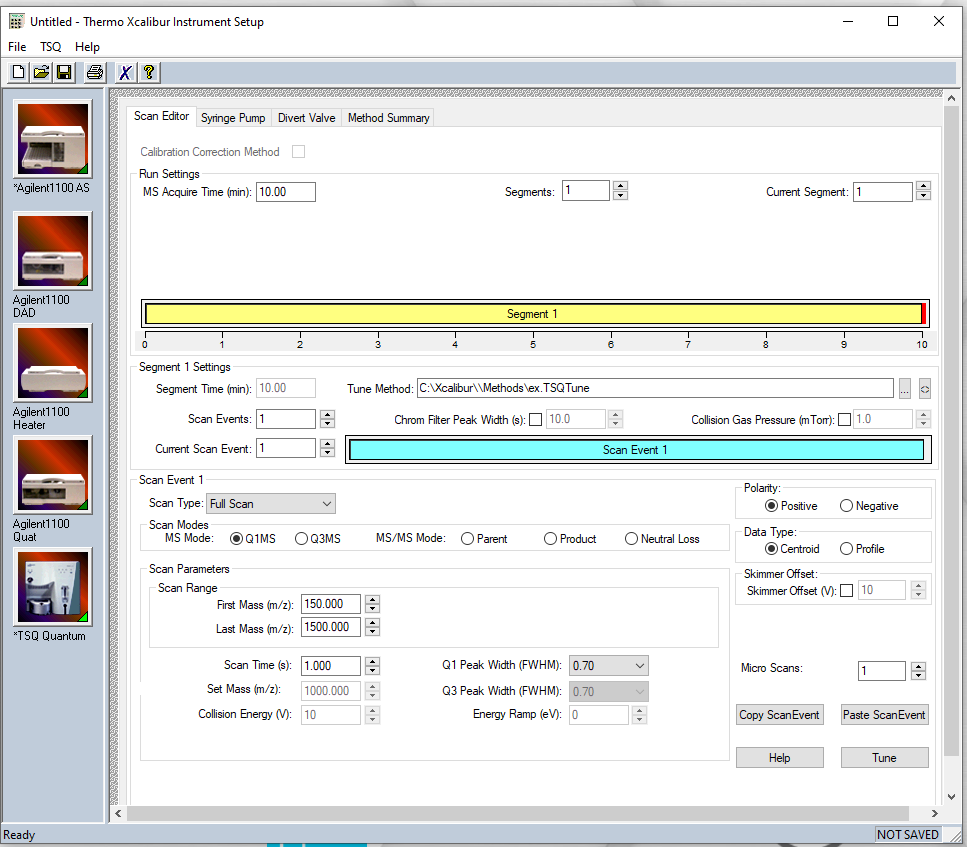 Untitled - Thermo Xcalibur Instrument Setup
File TSQ Help
*Agilent1100 AS
Agilent1100
DAD
Agilent1100
Heater
Agilent1100
Quat
*TSQ Quantum
Scan Editor Syringe Pump Divert Valve Method Summary
Calibration Correction Method
Run Settings
MS Acquire Time (min): 10.00 Segments: 1 Current Segment: 1
Segment 1
0 1 2 3 4 5 6 7 8 9 10
Segment 1 Settings
Segment Time (min): 10.00 Tune Method: C:\Xcalibur\\Methods\ex.TSQTune ... <>
Scan Events: 1 Chrom Filter Peak Width (s): 10.0 Collision Gas Pressure (mTorr): 1.0
Current Scan Event: 1 Scan Event 1
Scan Event 1
Scan Type: Full Scan
Scan Modes
MS Mode: Q1MS Q3MS MS/MS Mode: Parent Product Neutral Loss
Scan Parameters
Scan Range
First Mass (m/z): 150.000
Last Mass (m/z): 1500.000
Scan Time (s): 1.000 Q1 Peak Width (FWHM): 0.70
Set Mass (m/z): 1000.000 Q3 Peak Width (FWHM): 0.70
Collision Energy (V): 10 Energy Ramp (eV): 0
Polarity:
Positive Negative
Data Type:
Centroid Profile
Skimmer Offset:
Skimmer Offset (V): 10
Micro Scans: 1
Copy ScanEvent Paste ScanEvent
Help Tune
Ready NOT SAVED